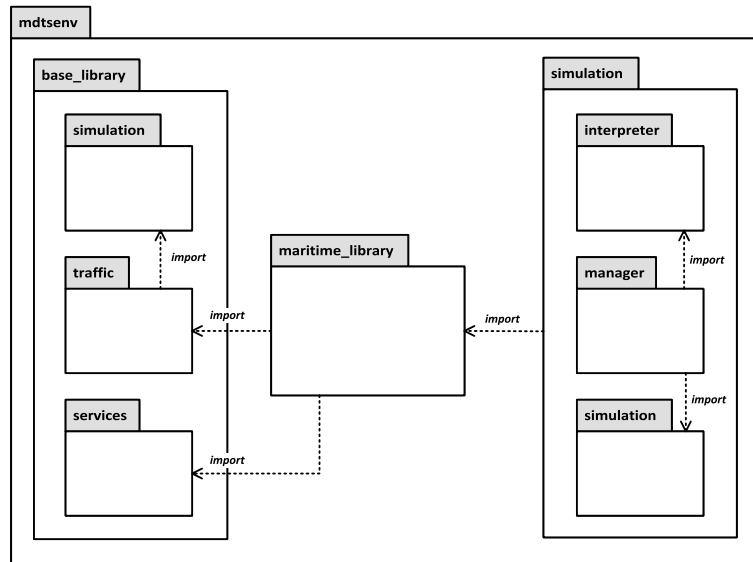 mdtsenv
base_library
simulation
simulation
interpreter
import
import
maritime_library
traffic
manager
import
import
import
services
simulation
import